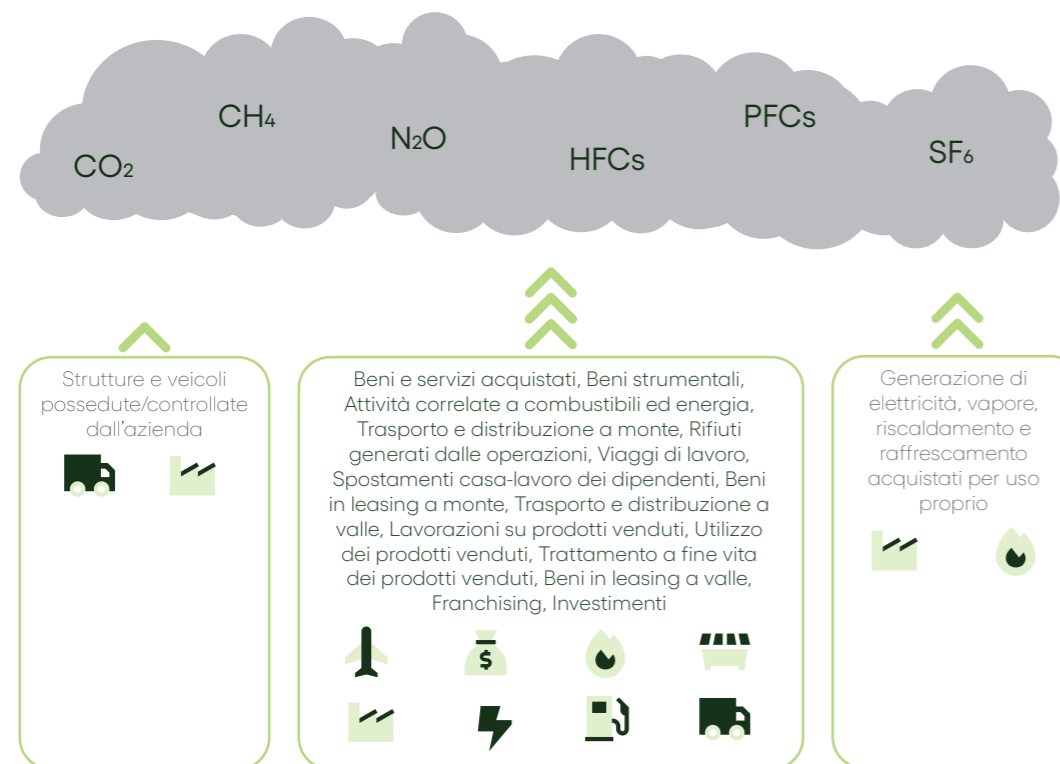 CH₄
PFCs
N₂O
SF₆
HFCs
CO₂
Strutture e veicoli
possedute/controllate
dall'azienda
Beni e servizi acquistati, Beni strumentali,
Attività correlate a combustibili ed energia,
Trasporto e distribuzione a monte, Rifiuti
generati dalle operazioni, Viaggi di lavoro,
Spostamenti casa-lavoro dei dipendenti, Beni
in leasing a monte, Trasporto e distribuzione a
valle, Lavorazioni su prodotti venduti, Utilizzo
dei prodotti venduti, Trattamento a fine vita
dei prodotti venduti, Beni in leasing a valle,
Franchising, Investimenti
$
Generazione di
elettricità, vapore,
riscaldamento e
raffrescamento
acquistati per uso
proprio